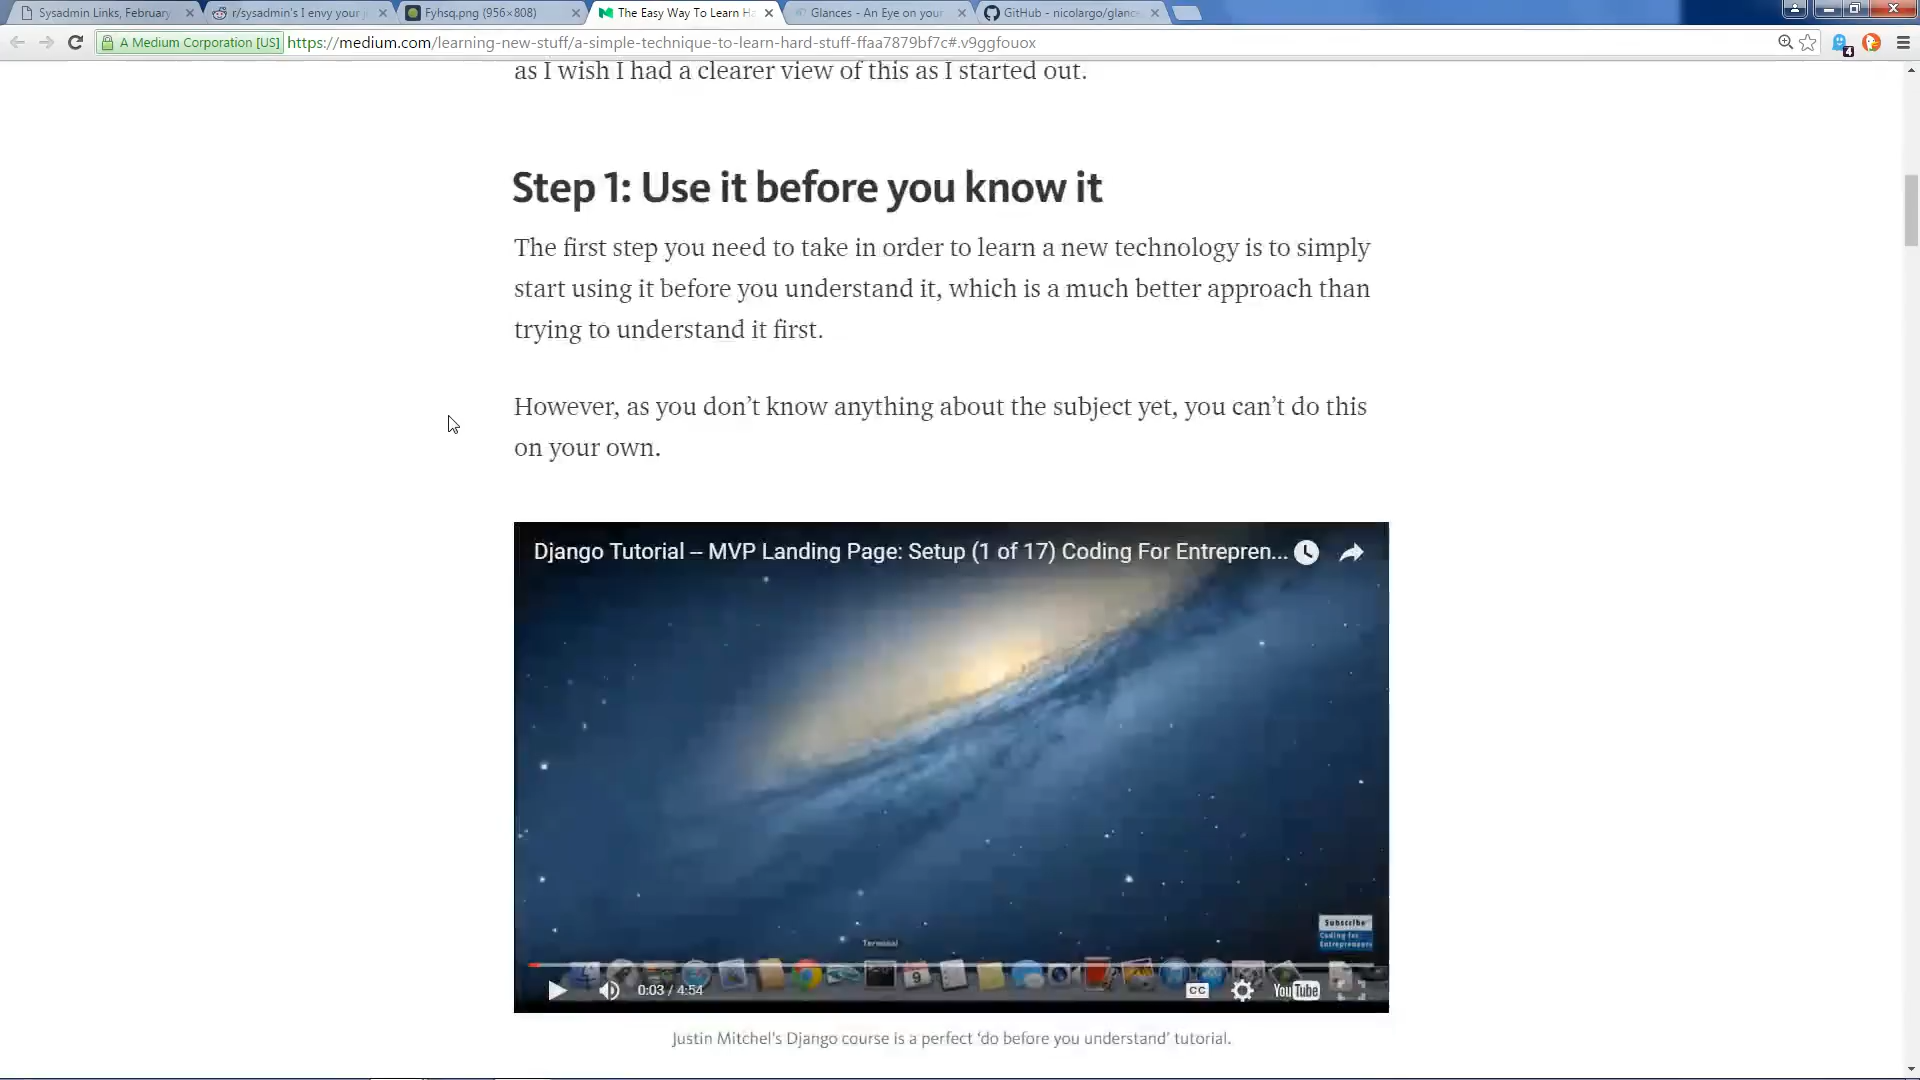 Sysadmin Links, February
r/sysadmin's I envy your
Fyhsq.png (956×808)
The Easy Way To Learn Ha
Glances - An Eye on your
GitHub - nicolargo/glance
A Medium Corporation [US]
https://medium.com/learning-new-stuff/a-simple-technique-to-learn-hard-stuff-ffaa7879bf7c#.v9ggfouox
4
as I wish I had a clearer view of this as I started out.
Step 1: Use it before you know it
The first step you need to take in order to learn a new technology is to simply
start using it before you understand it, which is a much better approach than
trying to understand it first.
However, as you don’t know anything about the subject yet, you can’t do this
on your own.
Django Tutorial -- MVP Landing Page: Setup (1 of 17) Coding For Entrepren...
Subscribe
Coding for
Entrepreneurs
Terminal
9
0:03 / 4:54
CC
YouTube
Justin Mitchel's Django course is a perfect ‘do before you understand’ tutorial.